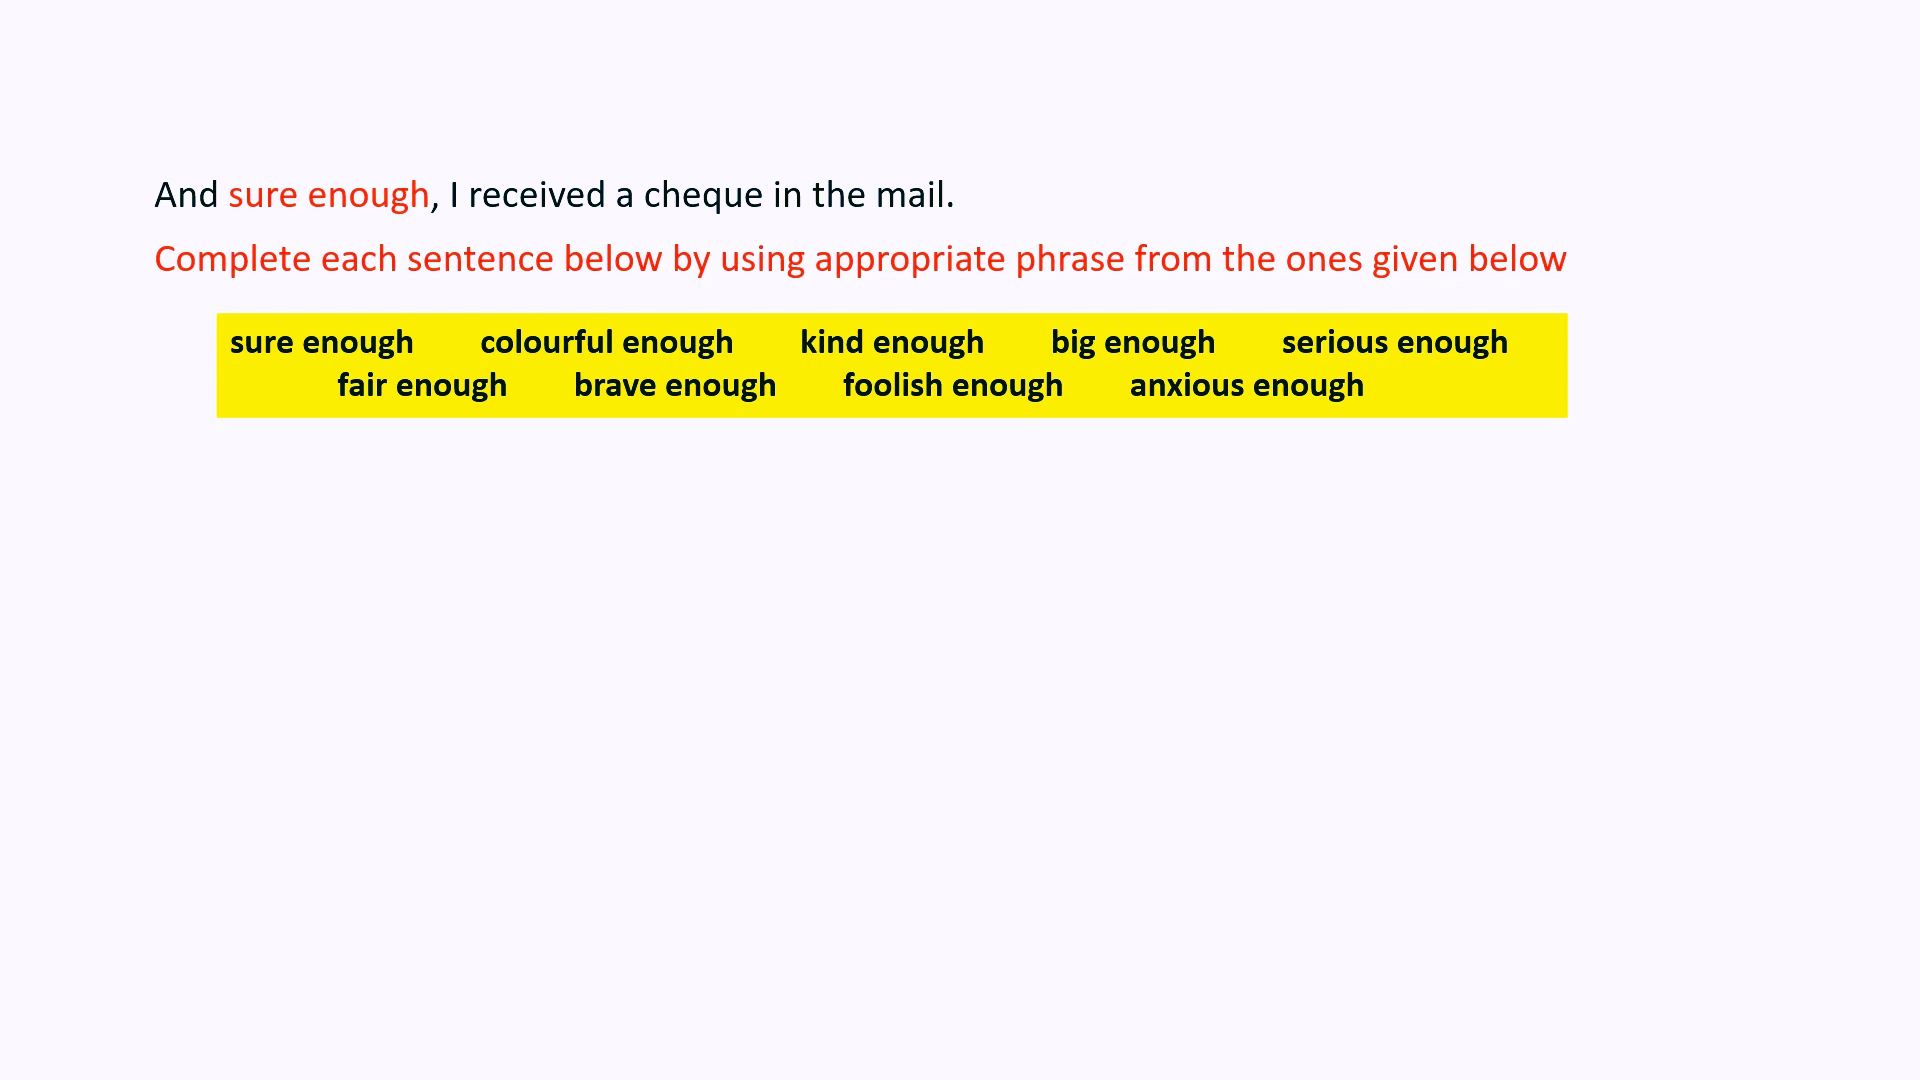 And sure enough, I received a cheque in the mail.
Complete each sentence below by using appropriate phrase from the ones given below
sure enough colourful enough kind enough big enough serious enough
fair enough brave enough foolish enough anxious enough